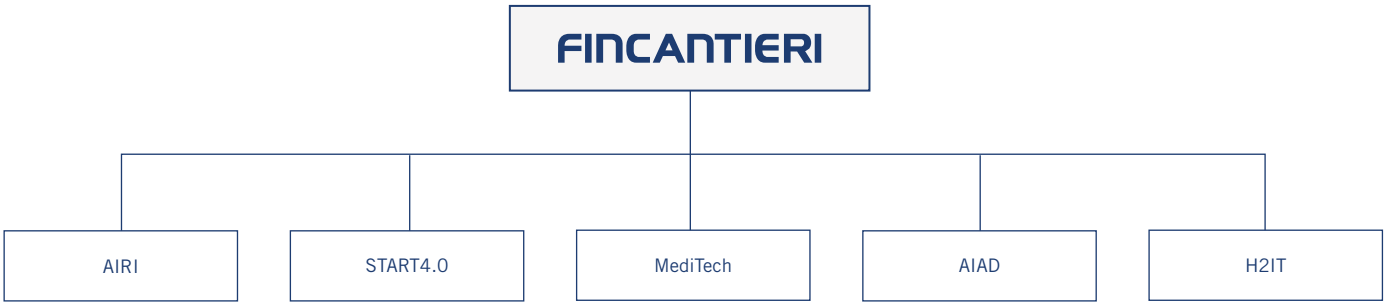 FINCANTIERI
AIRI
START4.0
MediTech
AIAD
H2IT